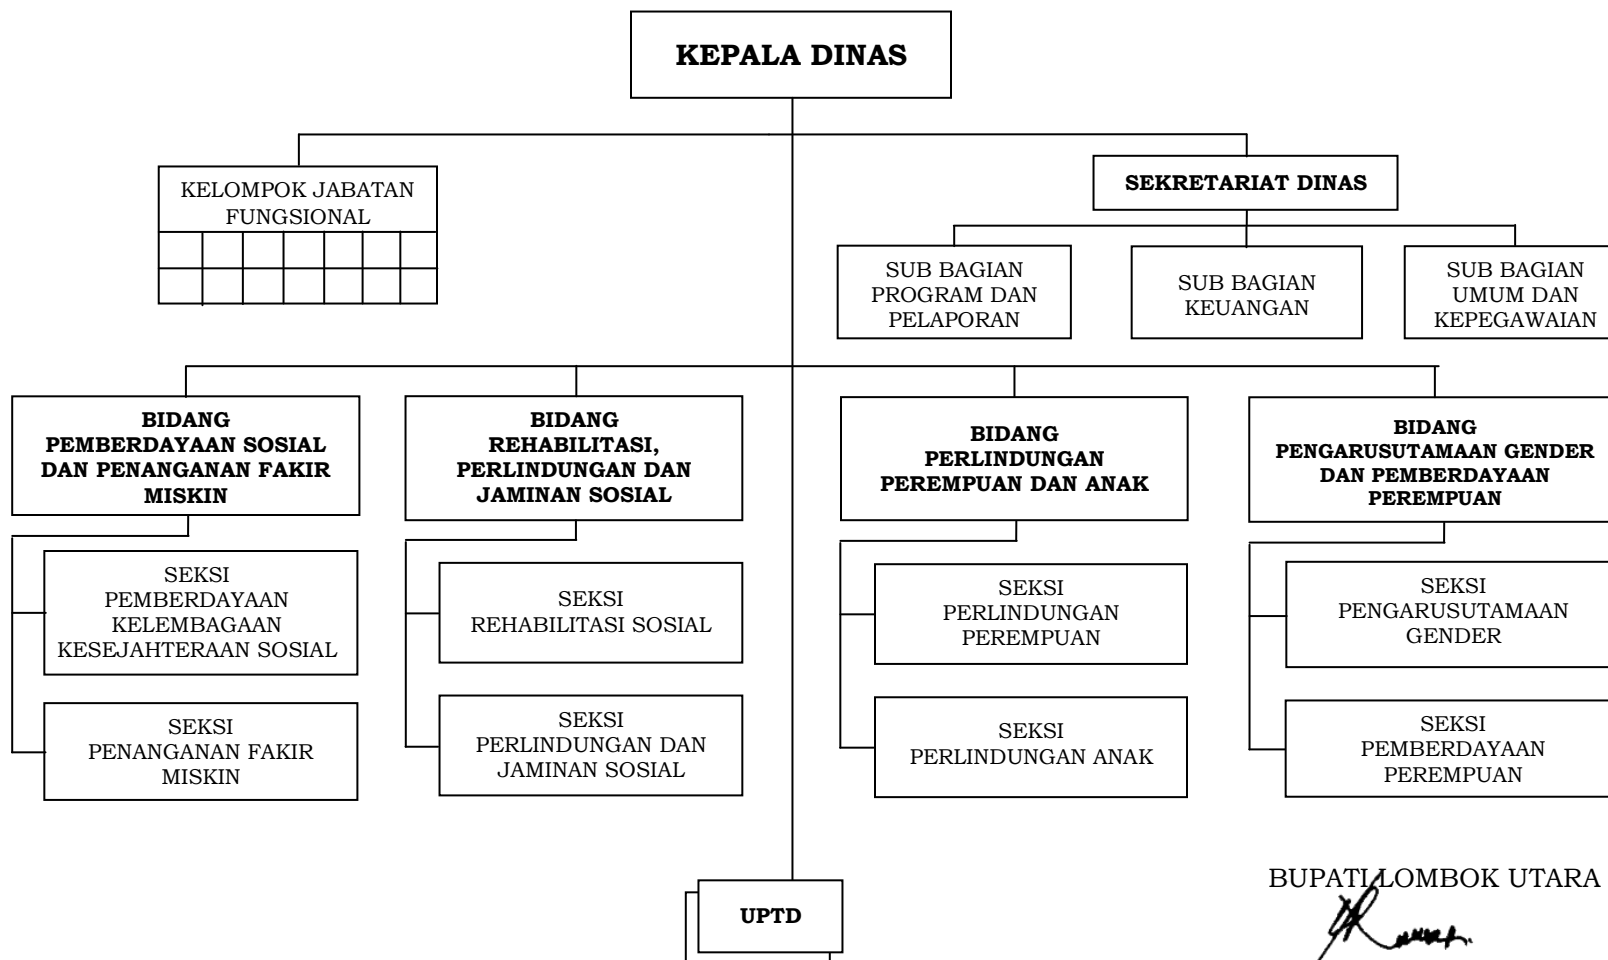 KEPALA DINAS
KELOMPOK JABATAN
FUNGSIONAL
SEKRETARIAT DINAS
SUB BAGIAN
PROGRAM DAN
PELAPORAN
SUB BAGIAN
KEUANGAN
SUB BAGIAN
UMUM DAN
KEPEGAWAIAN
BIDANG
PEMBERDAYAAN SOSIAL
DAN PENANGANAN FAKIR
MISKIN
BIDANG
REHABILITASI,
PERLINDUNGAN DAN
JAMINAN SOSIAL
BIDANG
PERLINDUNGAN
PEREMPUAN DAN ANAK
BIDANG
PENGARUSUTAMAAN GENDER
DAN PEMBERDAYAAN
PEREMPUAN
SEKSI
PEMBERDAYAAN
KELEMBAGAAN
KESEJAHTERAAN SOSIAL
SEKSI
REHABILITASI SOSIAL
SEKSI
PERLINDUNGAN
PEREMPUAN
SEKSI
PENGARUSUTAMAAN
GENDER
SEKSI
PENANGANAN FAKIR
MISKIN
SEKSI
PERLINDUNGAN DAN
JAMINAN SOSIAL
SEKSI
PERLINDUNGAN ANAK
SEKSI
PEMBERDAYAAN
PEREMPUAN
UPTD
BUPATI LOMBOK UTARA